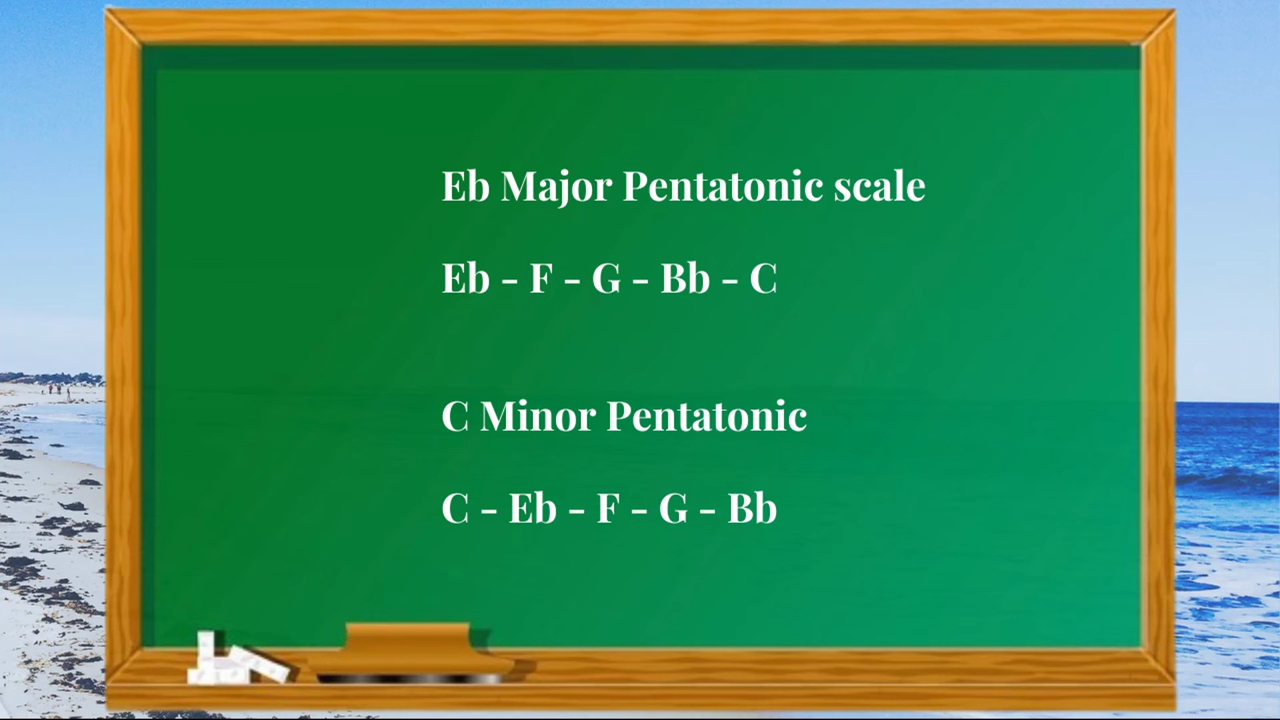 Eb Major Pentatonic scale
Eb - F - G - Bb - C
C Minor Pentatonic
C - Eb - F - G - Bb